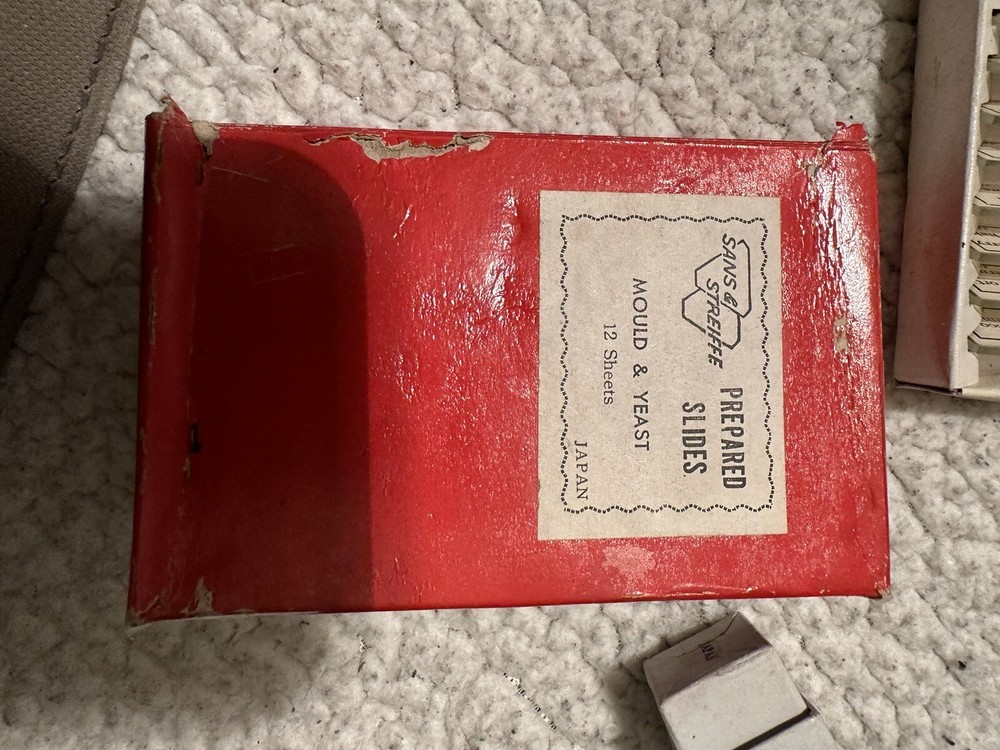 SANS &
STREIFFE
PREPARED
SLIDES.
MOULD & YEAST
12 Sheets
JAPAN